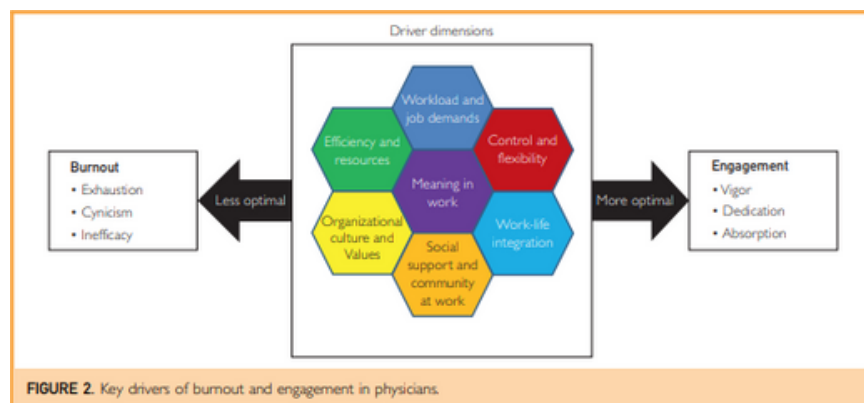 Driver dimensions
Workload and
job demands
Efficiency and
resources
Control and
flexibility
Meaning in
work
Organizational
culture and
Values
Work-life
integration
Social
support and
community
at work
Burnout
• Exhaustion
• Cynicism
• Inefficacy
Less optimal
More optimal
Engagement
• Vigor
• Dedication
• Absorption
FIGURE 2. Key drivers of burnout and engagement in physicians.